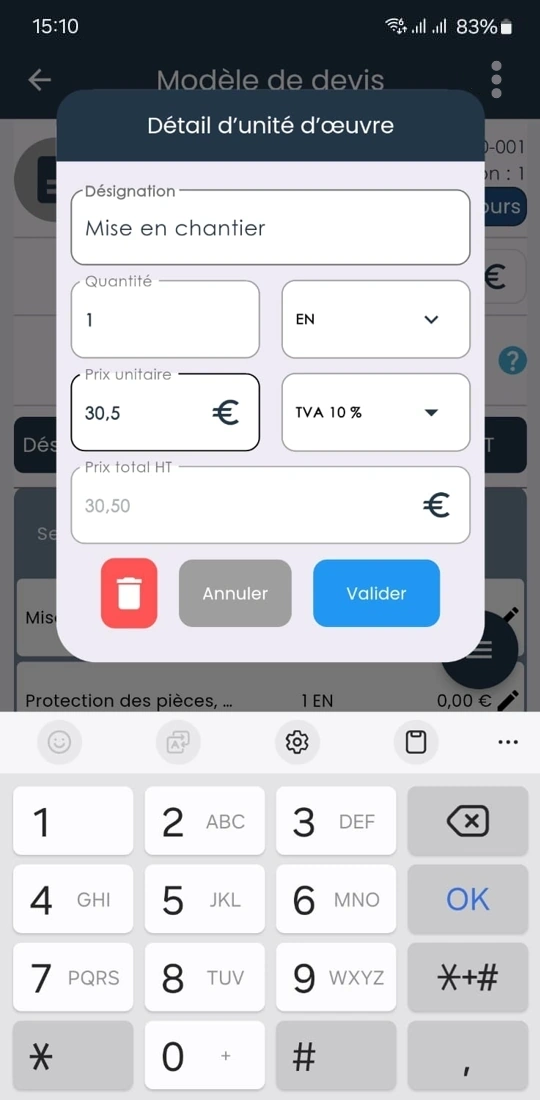 15:10 83%
Modèle de devis
Détail d'unité d'œuvre
0-001
on : 1
ours
Désignation
Mise en chantier
Quantité
1
EN
€
Prix unitaire
30,5 €
TVA 10 %
?
Dés
T
Prix total HT
30,50 €
Se
Annuler
Valider
Mis
Protection des pièces, ... 1 EN 0,00 €
1
2 ABC
3 DEF
4 GHI
5 JKL
6 MNO
OK
7 PQRS
8 TUV
9 WXYZ
*+#
*
0 +
#
,